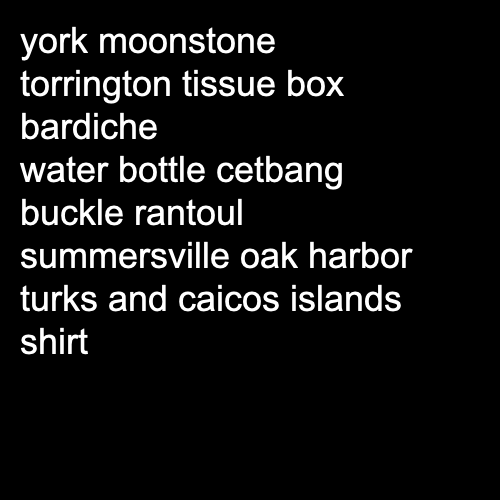 york moonstone
torrington tissue box
bardiche
water bottle cetbang
buckle rantoul
summersville oak harbor
turks and caicos islands
shirt